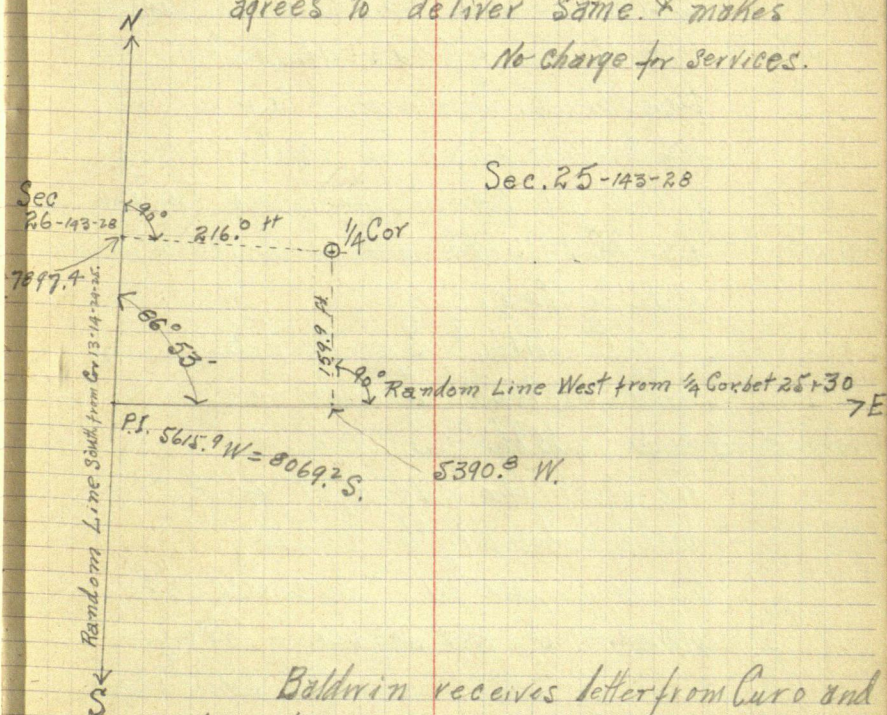 agrees to deliver same. & makes
No charge for services.
N
Sec. 25-143-28
Sec
26-143-28
90°
216.0 ft
1/4 Cor
7897.4
86° 53'
159.9 ft.
90°
Random Line West from 1/4 Cor. bet 25+30
E
P.I. 5615.9 W = 8069.2 S.
5390.8 W.
Random Line South from Cor 13-14-24-25.
S
Baldwin receives letter from Curo and